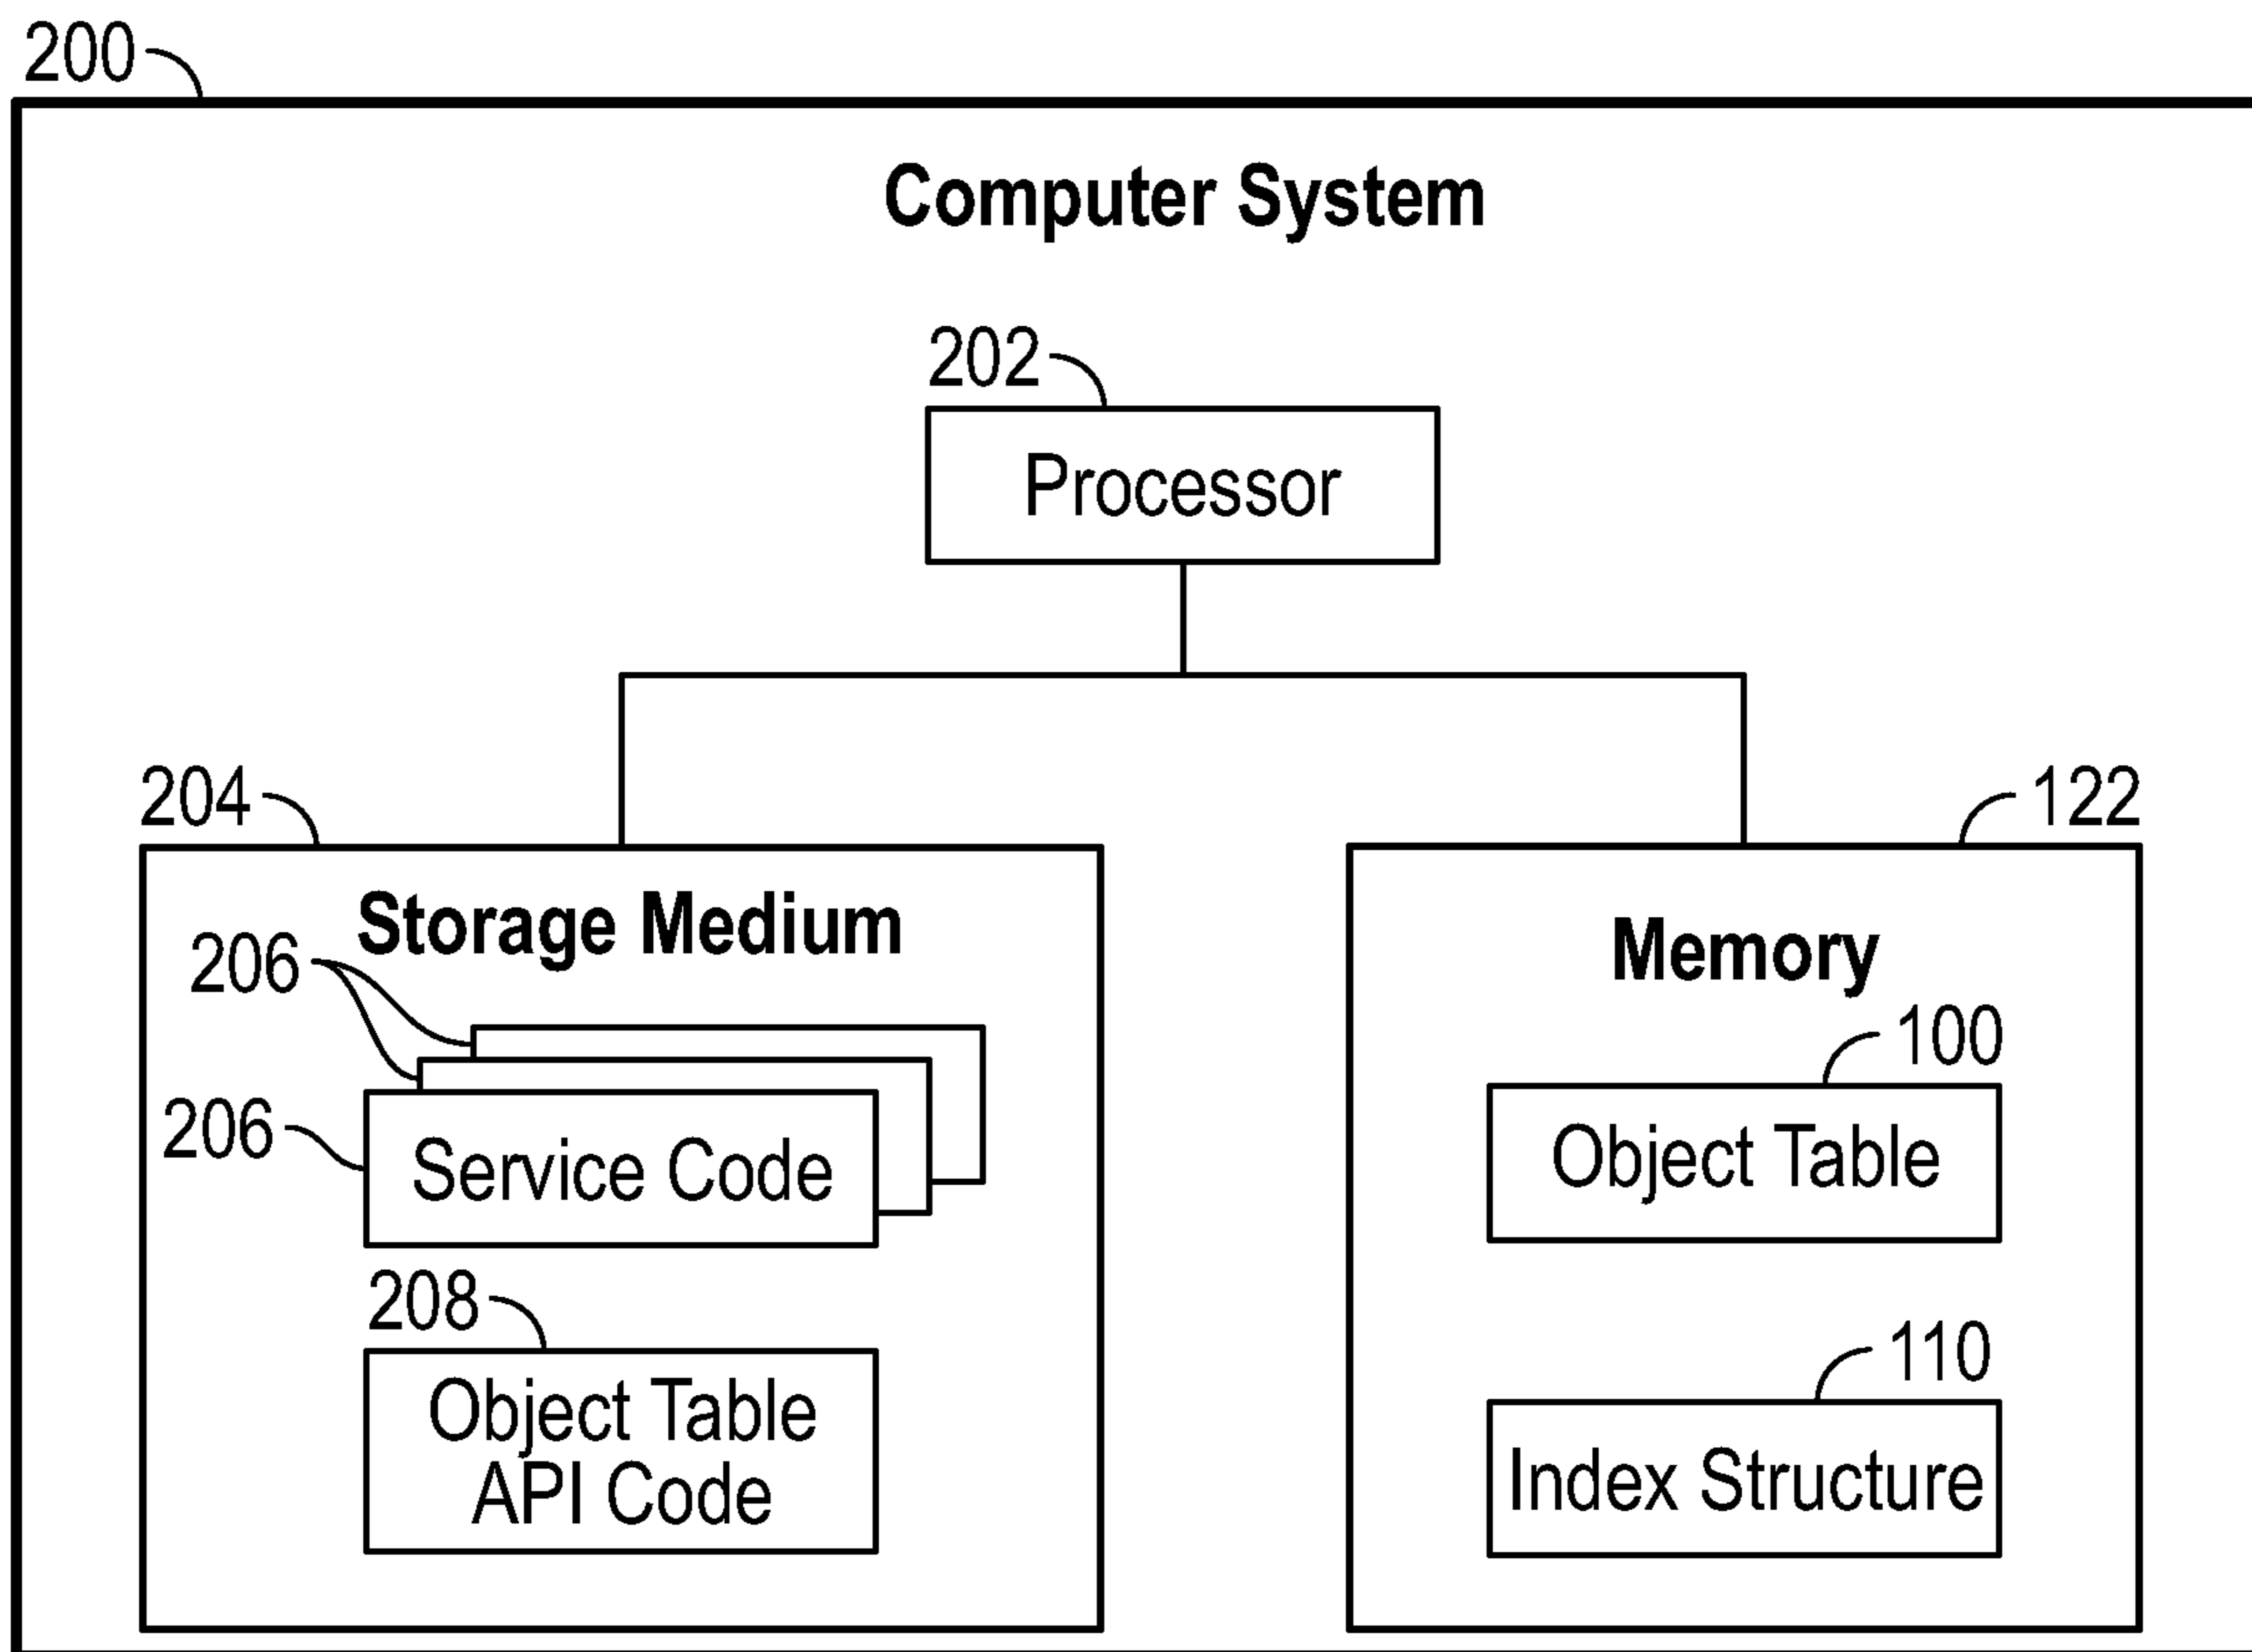 200
Computer System
202
Processor
204
Storage Medium
206
206
Service Code
208
Object Table
API Code
122
Memory
100
Object Table
110
Index Structure